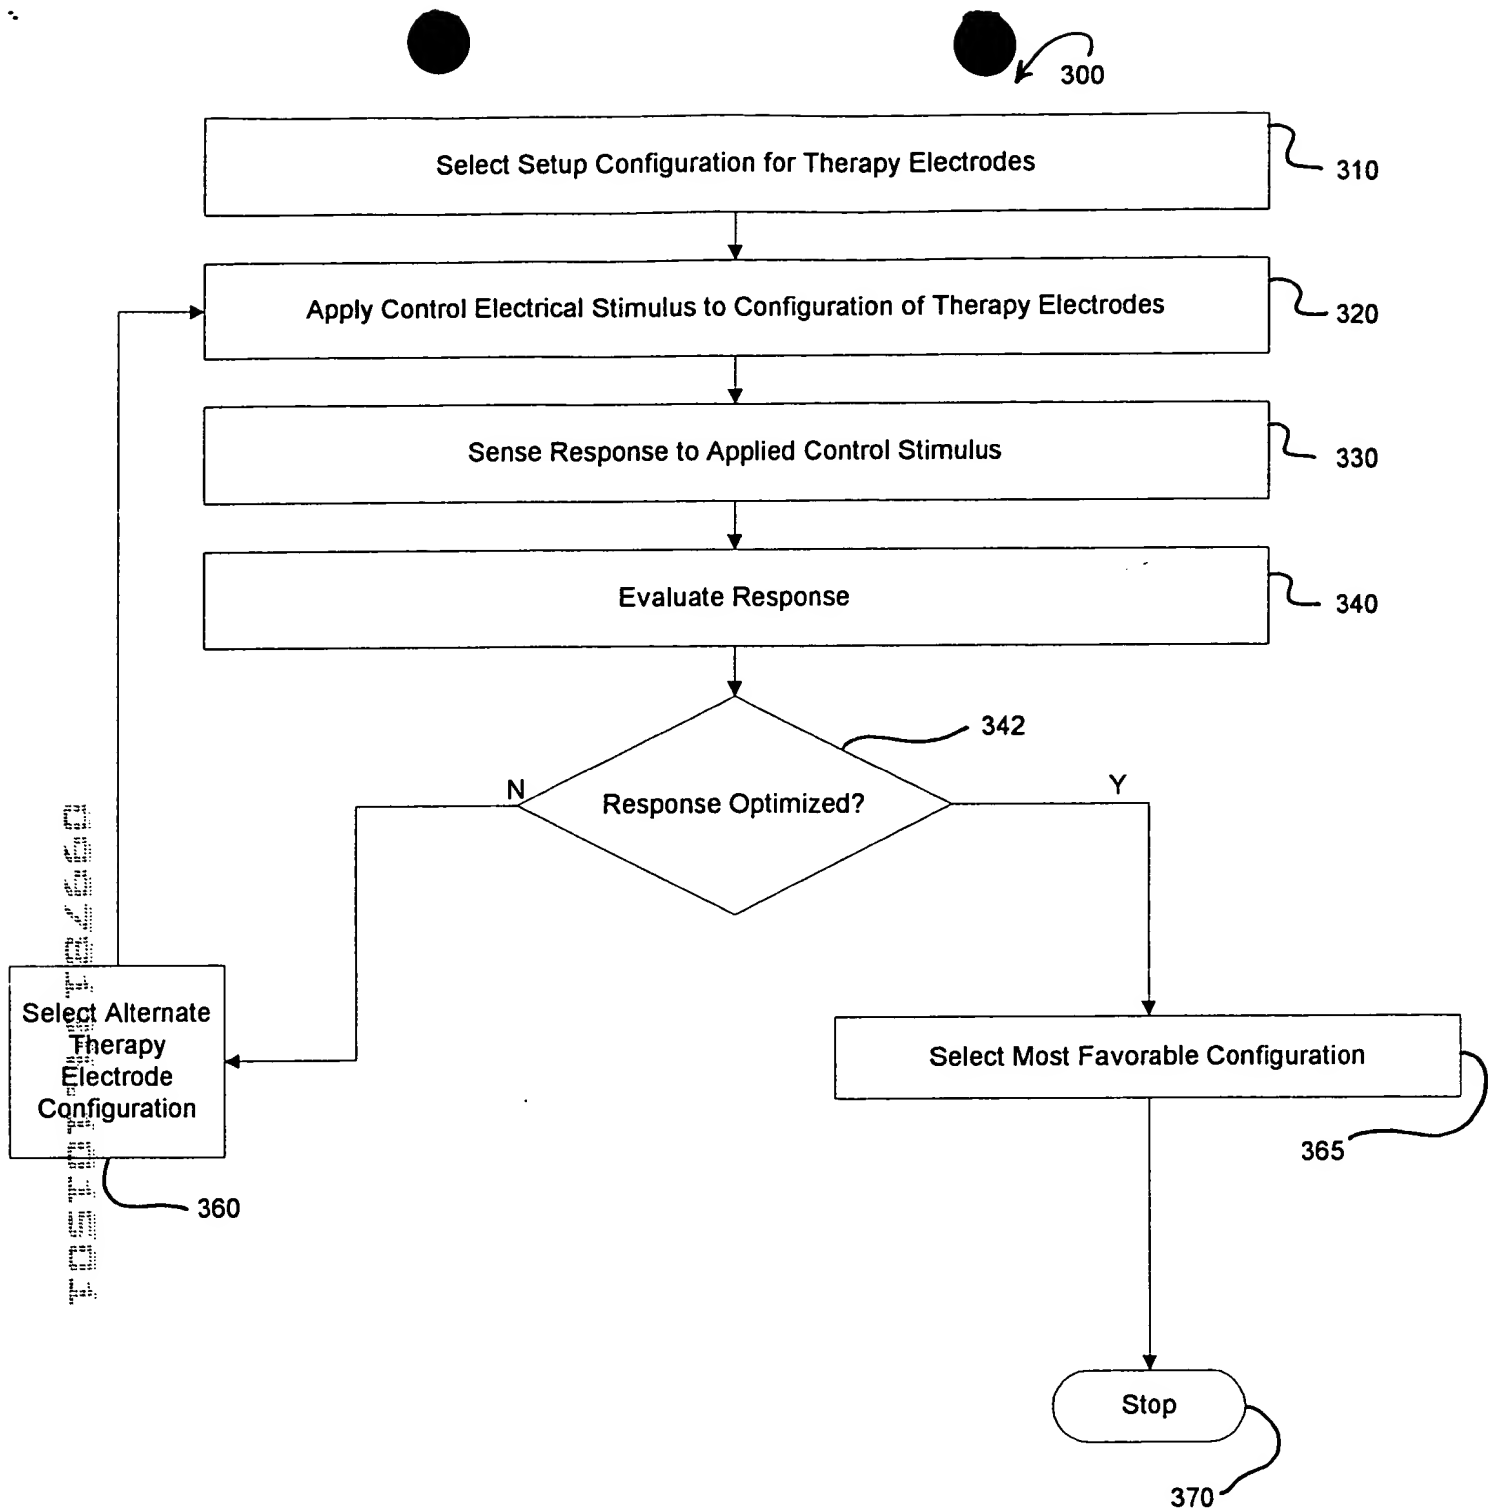 300
Select Setup Configuration for Therapy Electrodes
310
Apply Control Electrical Stimulus to Configuration of Therapy Electrodes
320
Sense Response to Applied Control Stimulus
330
Evaluate Response
340
342
N
Response Optimized?
Y
Select Alternate
Therapy
Electrode
Configuration
360
Select Most Favorable Configuration
365
Stop
370